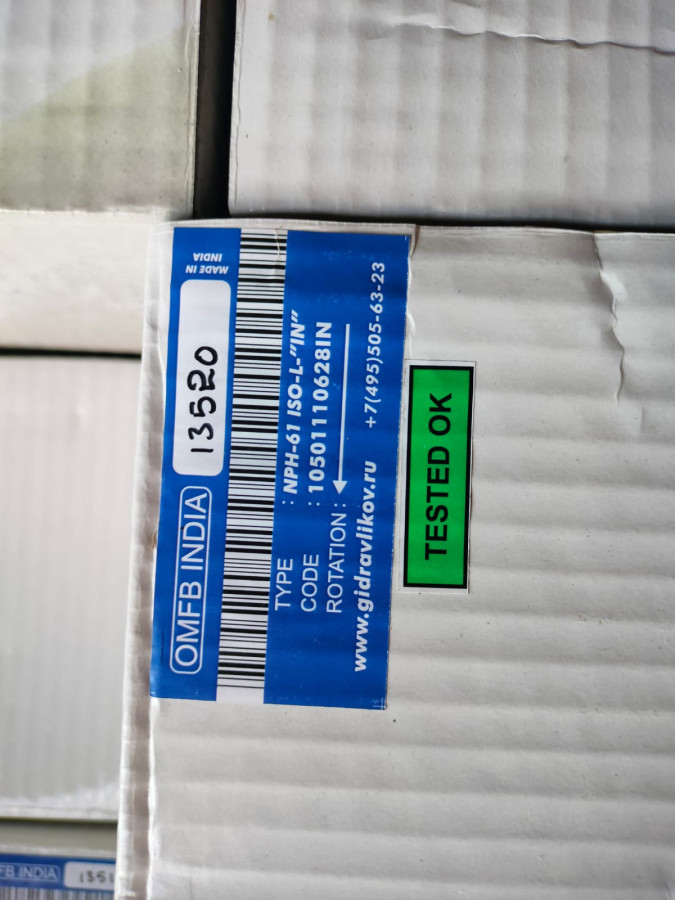 OMFB INDIA
13520
MADE IN
INDIA
TYPE : NPH-61 ISO-L-"IN"
CODE : 10501110628IN
ROTATION :
www.gidravlikov.ru +7(495)505-63-23
TESTED OK
FB INDIA